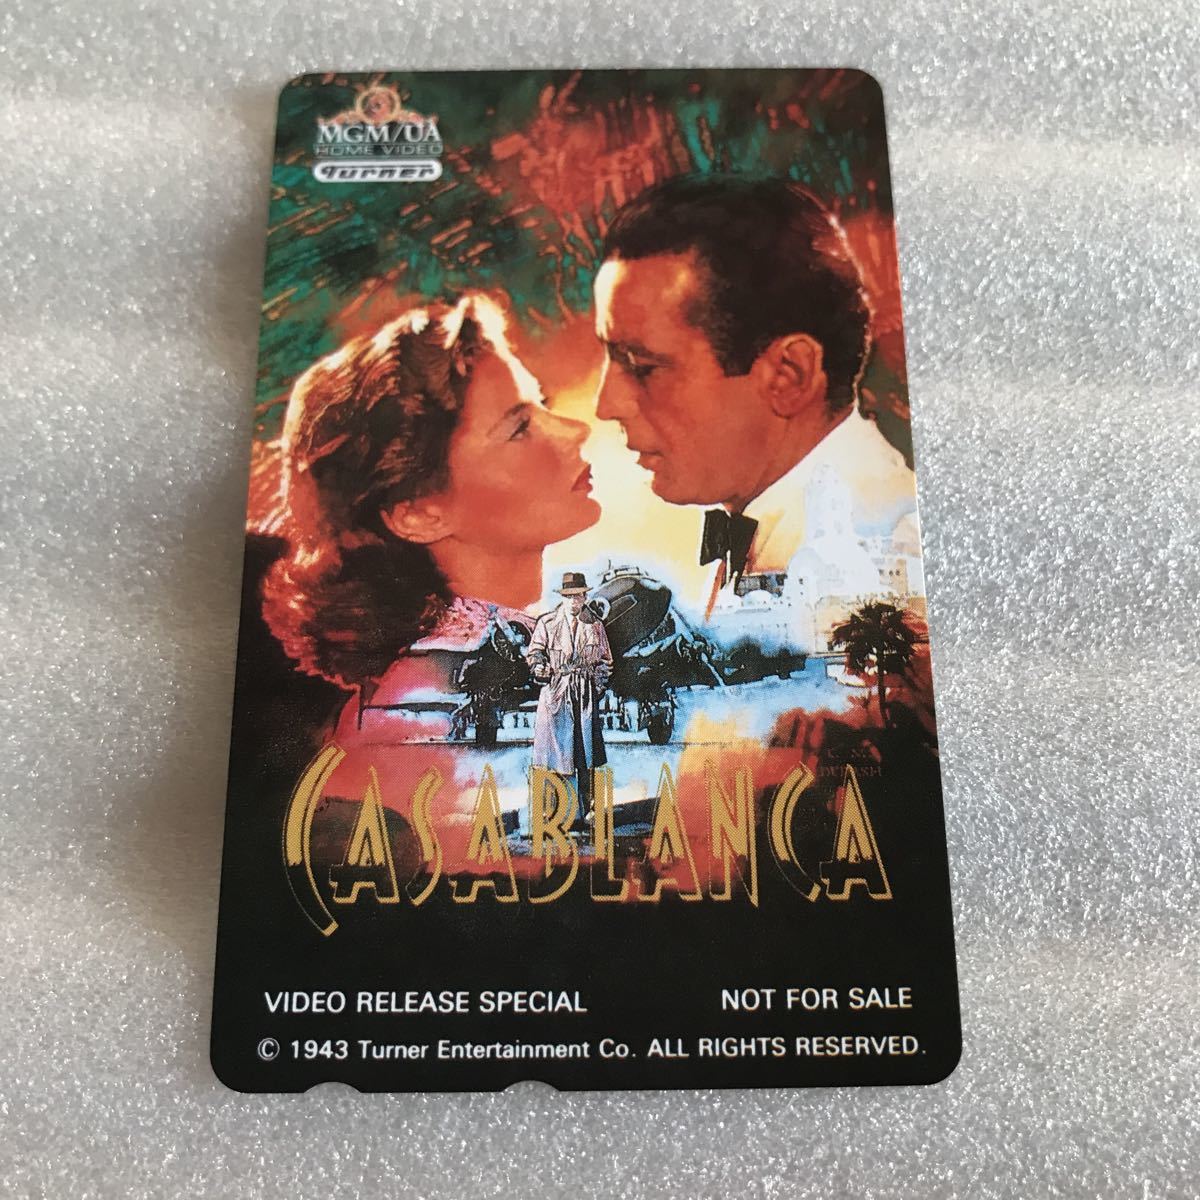 MGM/UA
HOME VIDEO
Turner
CASABLANCA
VIDEO RELEASE SPECIAL NOT FOR SALE
© 1943 Turner Entertainment Co. ALL RIGHTS RESERVED.